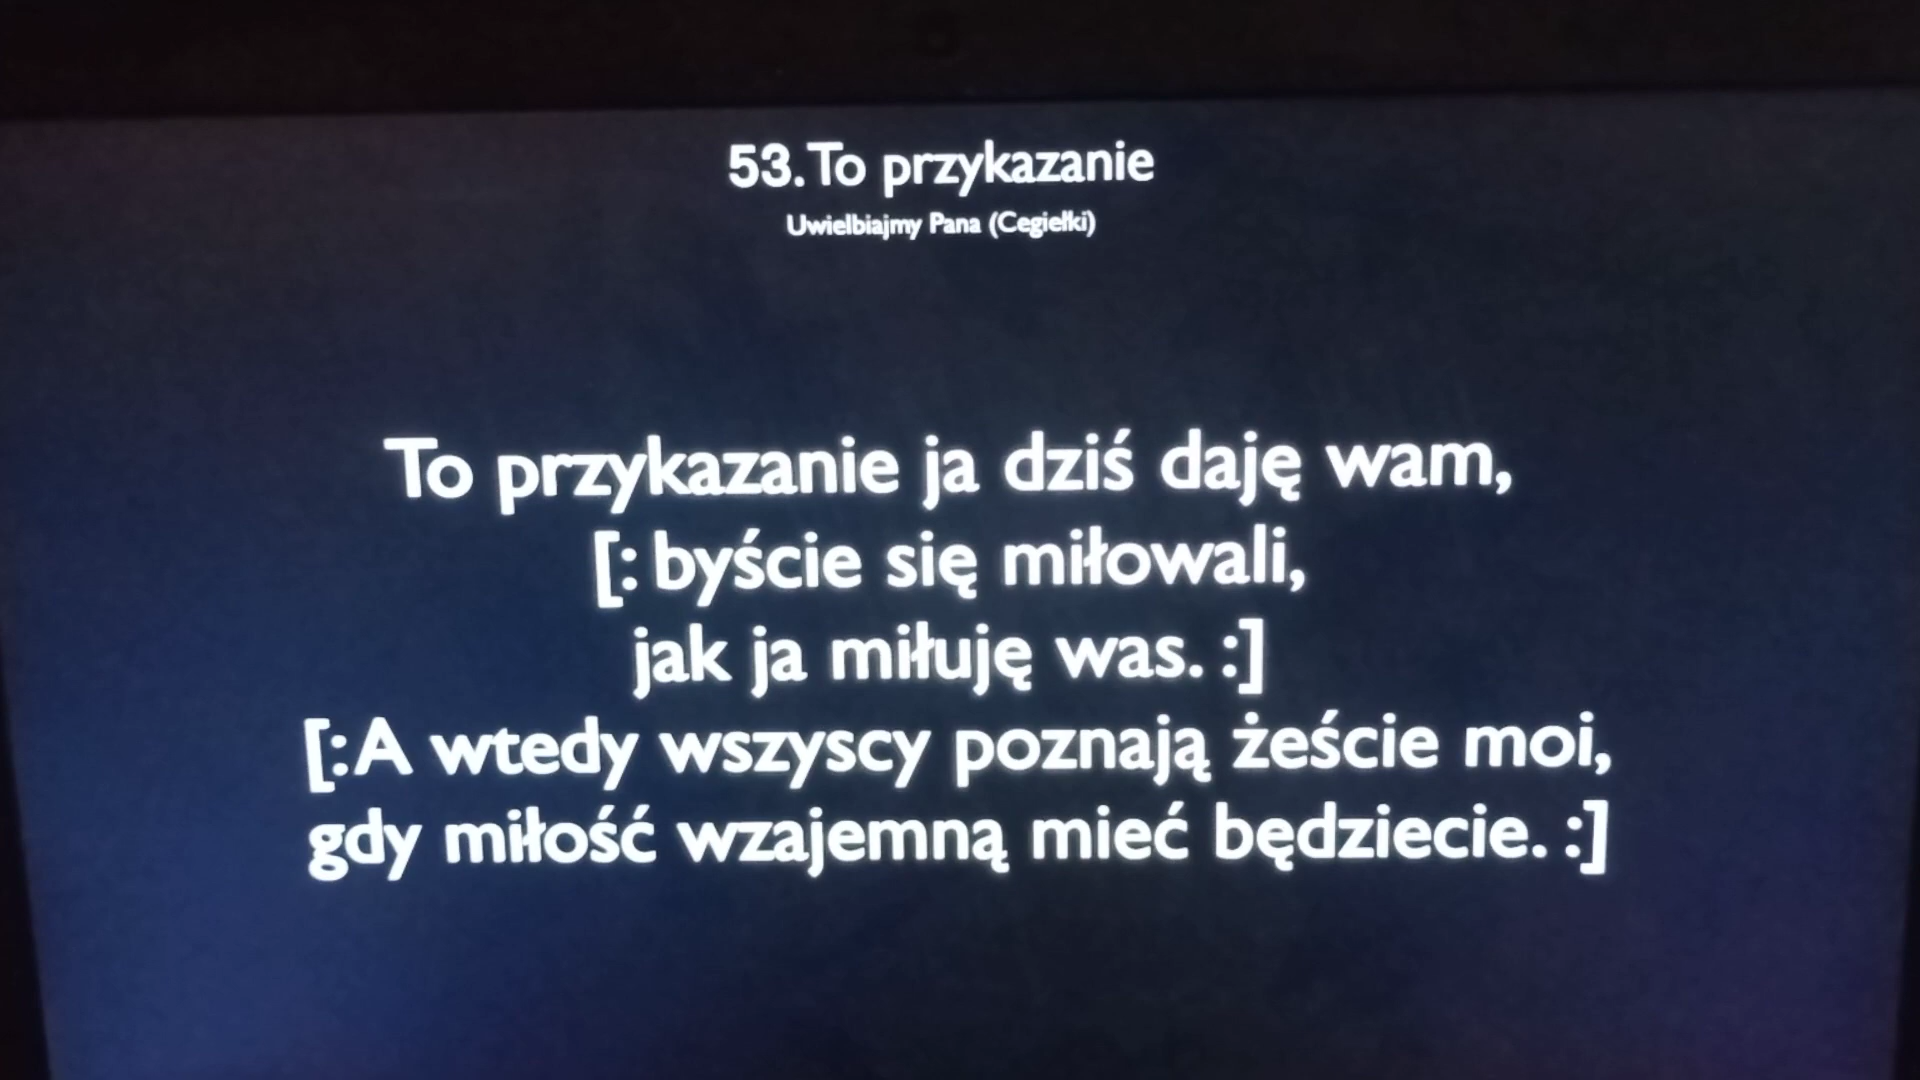 53. To przykazanie
Uwielbiajmy Pana (Cegiełki)
To przykazanie ja dziś daję wam,
[: byście się miłowali,
jak ja miłuję was. :]
[: A wtedy wszyscy poznają żeście moi,
gdy miłość wzajemną mieć będziecie. :]